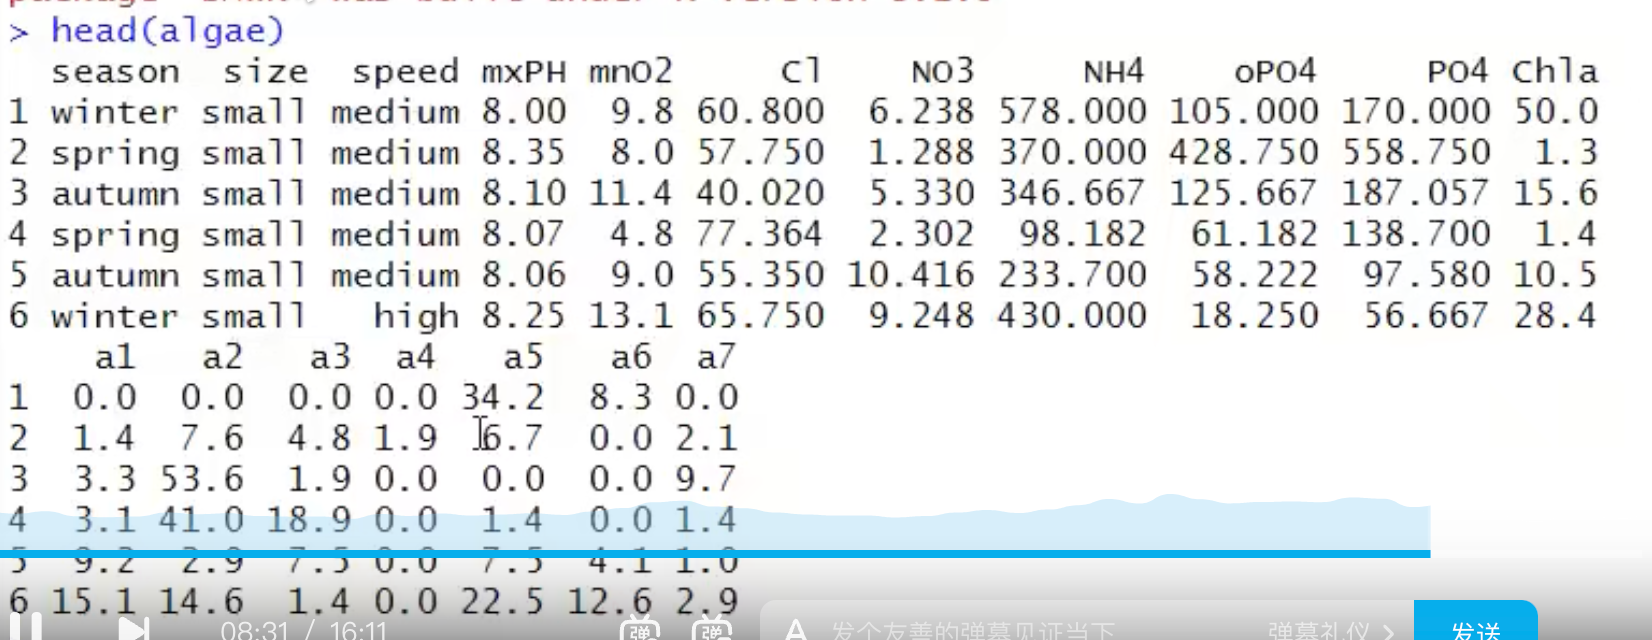 > head(algae)
season size speed mxPH mnO2 Cl NO3 NH4 oPO4 PO4 Chla
1 winter small medium 8.00 9.8 60.800 6.238 578.000 105.000 170.000 50.0
2 spring small medium 8.35 8.0 57.750 1.288 370.000 428.750 558.750 1.3
3 autumn small medium 8.10 11.4 40.020 5.330 346.667 125.667 187.057 15.6
4 spring small medium 8.07 4.8 77.364 2.302 98.182 61.182 138.700 1.4
5 autumn small medium 8.06 9.0 55.350 10.416 233.700 58.222 97.580 10.5
6 winter small high 8.25 13.1 65.750 9.248 430.000 18.250 56.667 28.4
a1 a2 a3 a4 a5 a6 a7
1 0.0 0.0 0.0 0.0 34.2 8.3 0.0
2 1.4 7.6 4.8 1.9 6.7 0.0 2.1
3 3.3 53.6 1.9 0.0 0.0 0.0 9.7
4 3.1 41.0 18.9 0.0 1.4 0.0 1.4
5 9.2 2.9 7.5 0.0 7.5 4.1 1.0
6 15.1 14.6 1.4 0.0 22.5 12.6 2.9
08:31 / 16:11 弹 弹 A 发个友善的弹幕见证当下 弹幕礼仪 > 发送